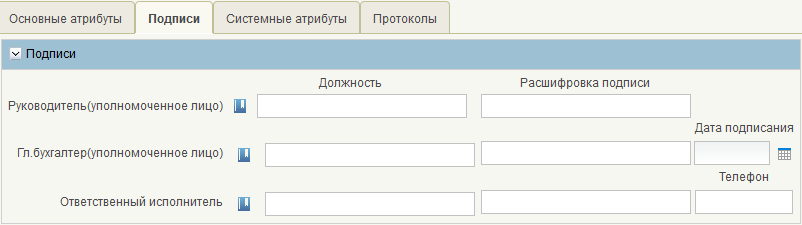 Основные атрибуты Подписи Системные атрибуты Протоколы
Подписи
Должность Расшифровка подписи
Руководитель(уполномоченное лицо)
Дата подписания
Гл.бухгалтер(уполномоченное лицо)
Телефон
Ответственный исполнитель